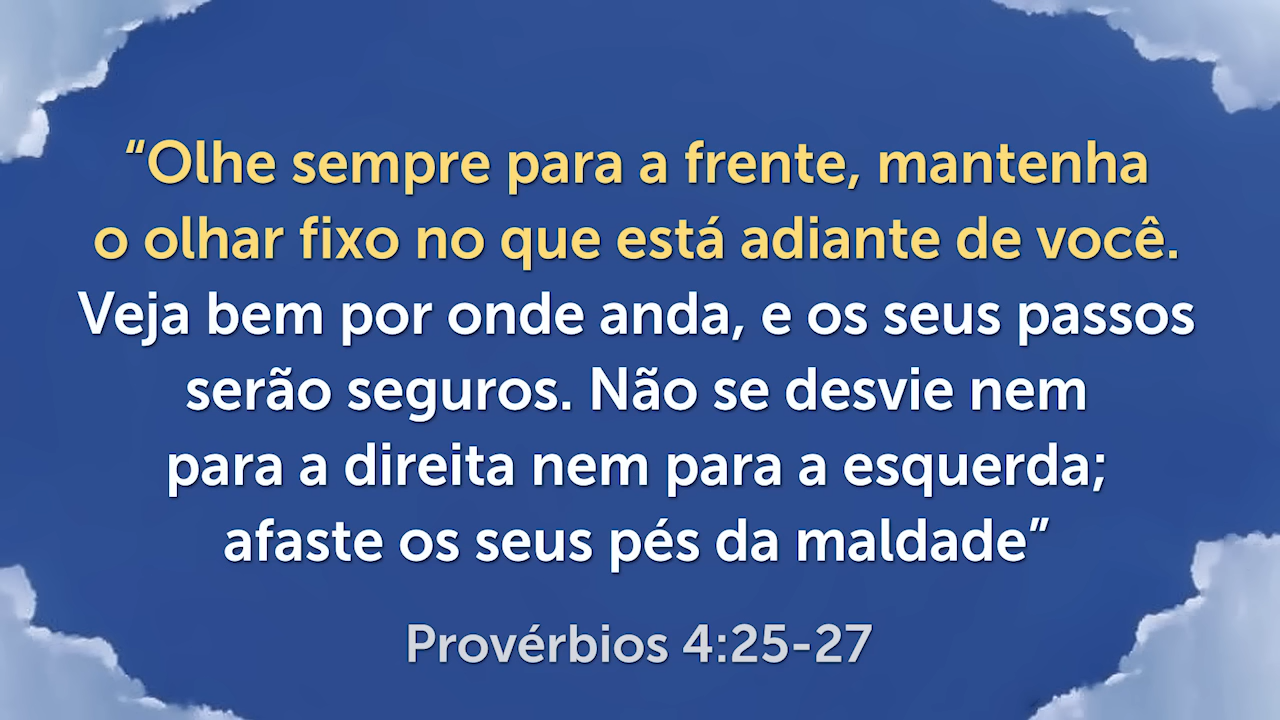 “Olhe sempre para a frente, mantenha
o olhar fixo no que está adiante de você.
Veja bem por onde anda, e os seus passos
serão seguros. Não se desvie nem
para a direita nem para a esquerda;
afaste os seus pés da maldade”
Provérbios 4:25-27